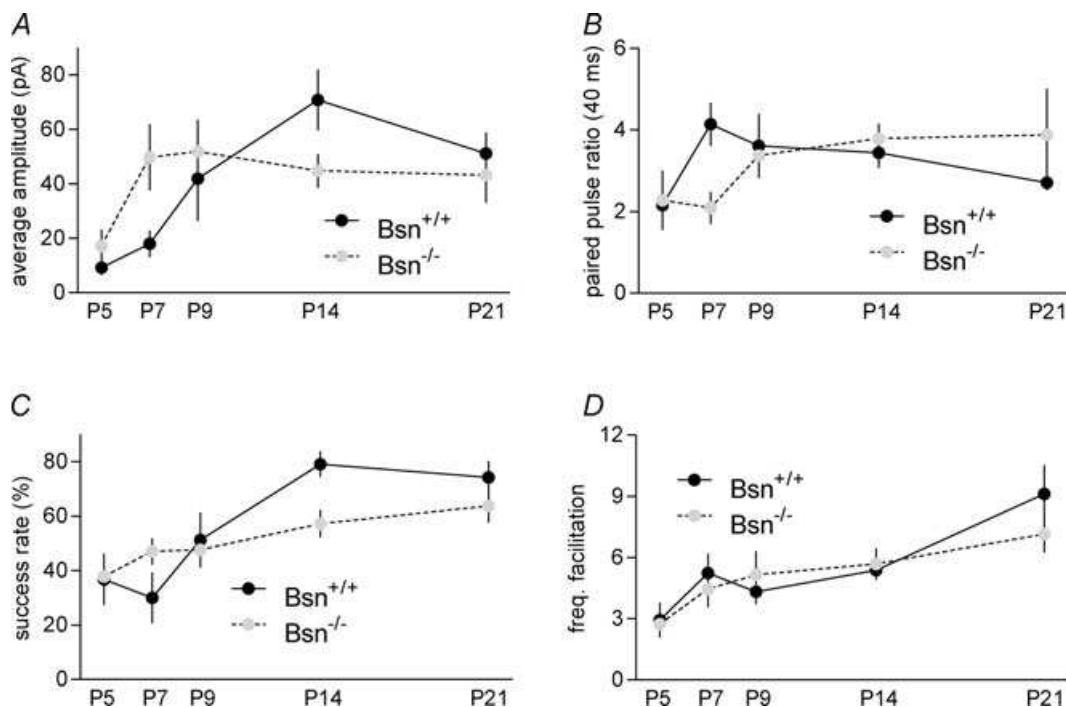 A
average amplitude (pA)
80
60
40
20
0
P5 P7 P9 P14 P21
Bsn+/+
Bsn-/-
B
paired pulse ratio (40 ms)
6
4
2
0
P5 P7 P9 P14 P21
Bsn+/+
Bsn-/-
C
success rate (%)
80
60
40
20
0
P5 P7 P9 P14 P21
Bsn+/+
Bsn-/-
D
freq. facilitation
12
9
6
3
0
P5 P7 P9 P14 P21
Bsn+/+
Bsn-/-